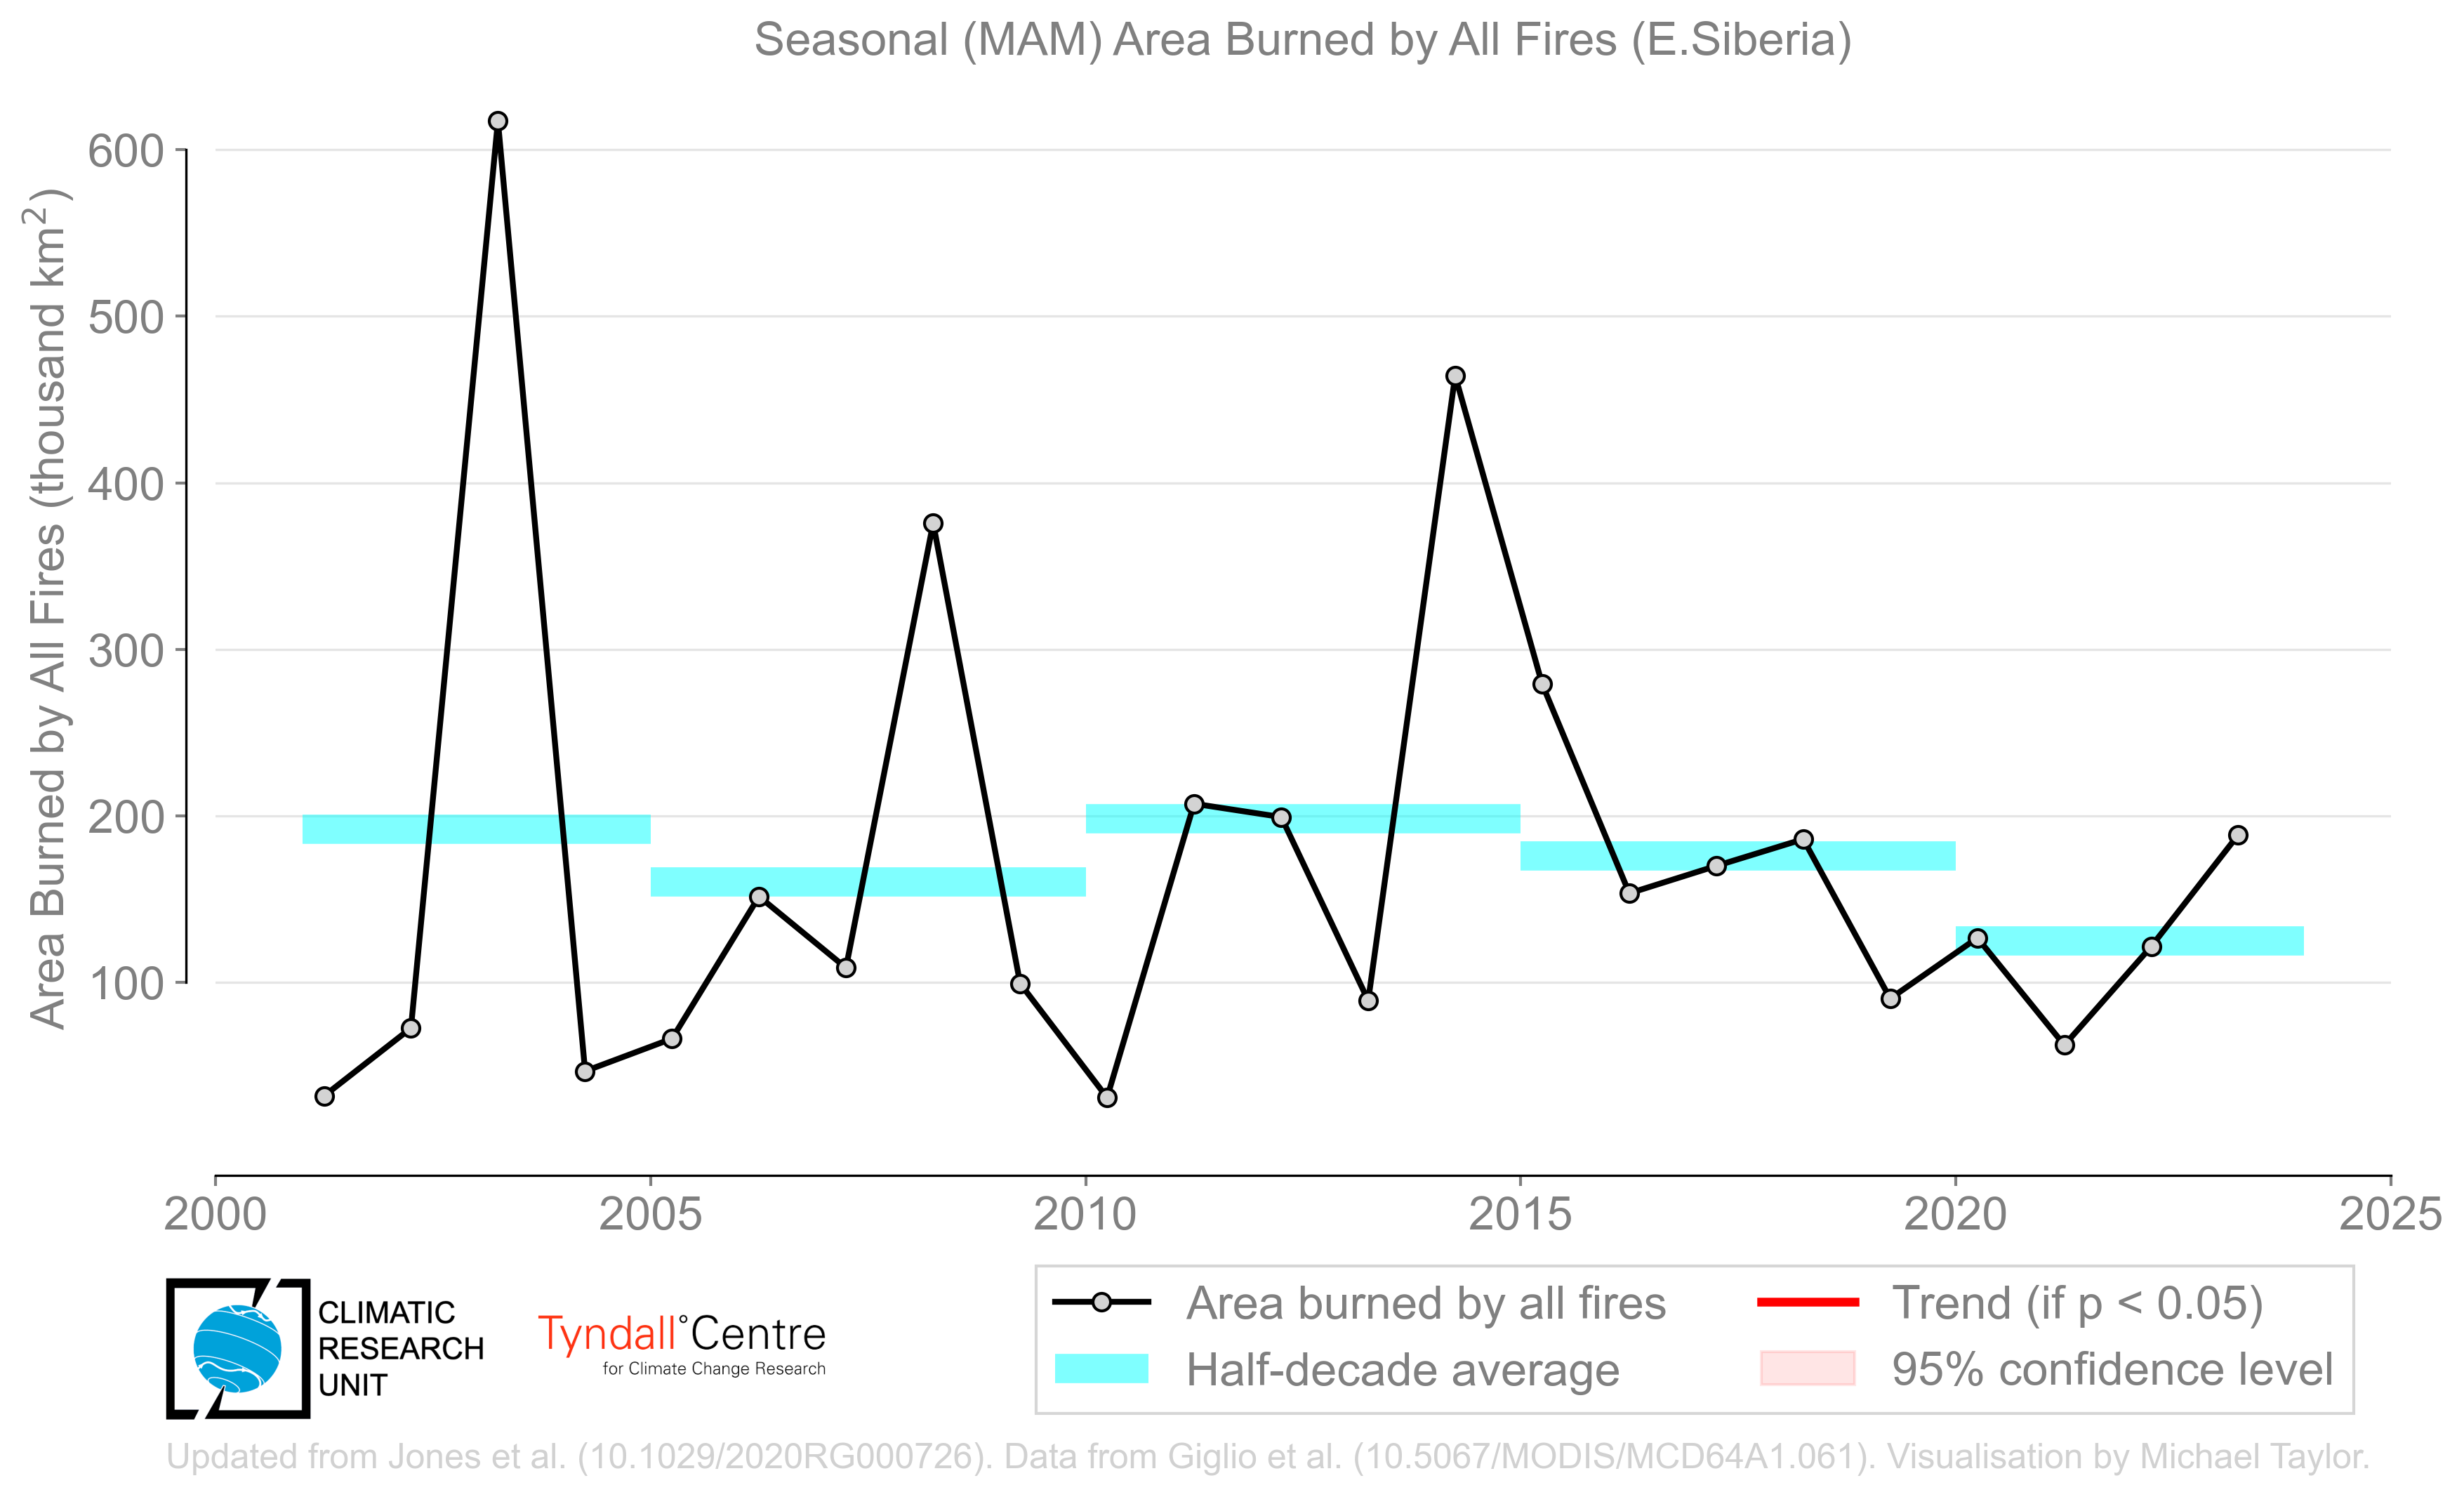 Seasonal (MAM) Area Burned by All Fires (E.Siberia)
Area Burned by All Fires (thousand km²)
600
500
400
300
200
100
2000 2005 2010 2015 2020 2025
CLIMATIC
RESEARCH
UNIT
Tyndall°Centre
for Climate Change Research
Area burned by all fires
Half-decade average
Trend (if p < 0.05)
95% confidence level
Updated from Jones et al. (10.1029/2020RG000726). Data from Giglio et al. (10.5067/MODIS/MCD64A1.061). Visualisation by Michael Taylor.